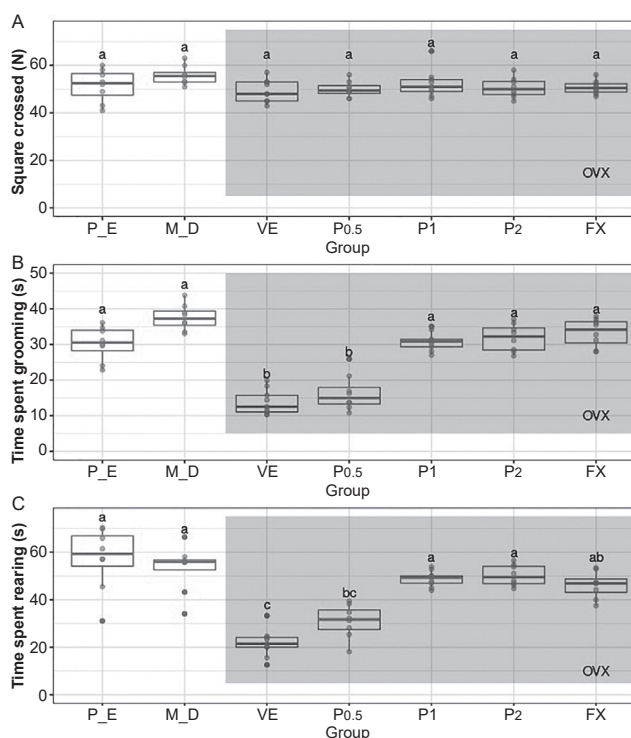 A
a a a a a a a
Square crossed (N)
60
40
20
0
OVX
P_E M_D VE P0.5 P1 P2 FX
Group
B
a a b b a a a
Time spent grooming (s)
50
40
30
20
10
0
OVX
P_E M_D VE P0.5 P1 P2 FX
Group
C
a a c bc a a ab
Time spent rearing (s)
60
40
20
0
OVX
P_E M_D VE P0.5 P1 P2 FX
Group